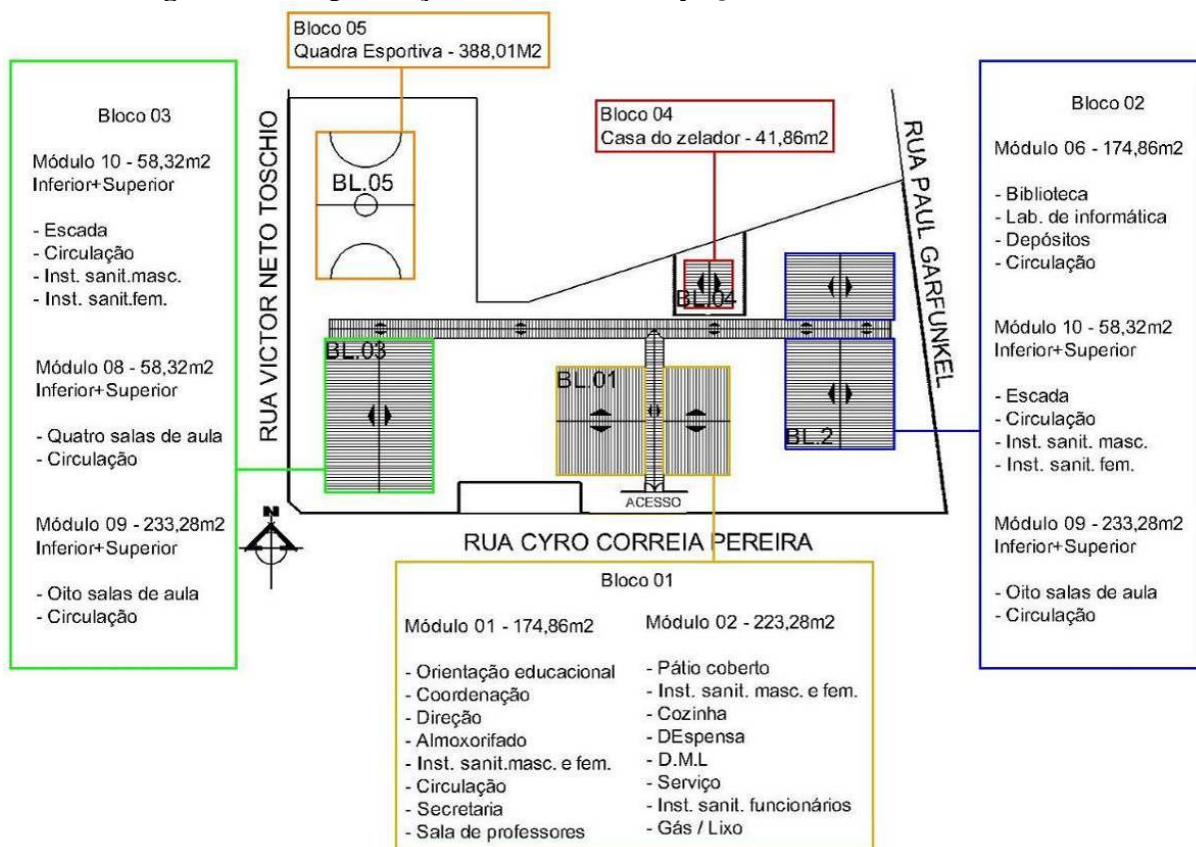 Bloco 05
Quadra Esportiva - 388,01M2
Bloco 03
Módulo 10 - 58,32m2
Inferior+Superior
- Escada
- Circulação
- Inst. sanit.masc.
- Inst. sanit.fem.
Módulo 08 - 58,32m2
Inferior+Superior
- Quatro salas de aula
- Circulação
Módulo 09 - 233,28m2
Inferior+Superior
- Oito salas de aula
- Circulação
RUA VICTOR NETO TOSCHIO
BL.05
Bloco 04
Casa do zelador - 41,86m2
BL.04
BL.03
BL.01
BL.2
ACESSO
N
RUA CYRO CORREIA PEREIRA
RUA PAUL GARFUNKEL
Bloco 02
Módulo 06 - 174,86m2
- Biblioteca
- Lab. de informática
- Depósitos
- Circulação
Módulo 10 - 58,32m2
Inferior+Superior
- Escada
- Circulação
- Inst. sanit. masc.
- Inst. sanit. fem.
Módulo 09 - 233,28m2
Inferior+Superior
- Oito salas de aula
- Circulação
Bloco 01
Módulo 01 - 174,86m2
- Orientação educacional
- Coordenação
- Direção
- Almoxorifado
- Inst. sanit.masc. e fem.
- Circulação
- Secretaria
- Sala de professores
Módulo 02 - 223,28m2
- Pátio coberto
- Inst. sanit. masc. e fem.
- Cozinha
- DEspensa
- D.M.L
- Serviço
- Inst. sanit. funcionários
- Gás / Lixo